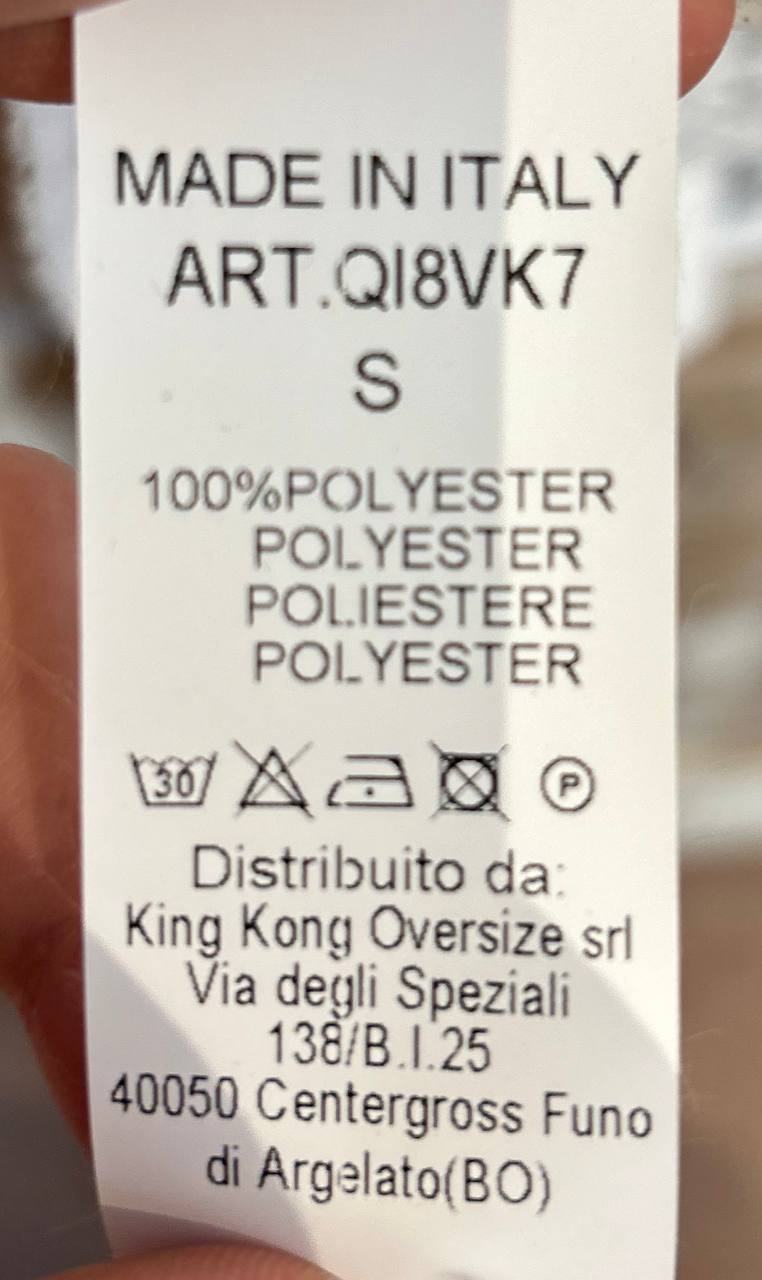 MADE IN ITALY
ART.QI8VK7
S
100%POLYESTER
POLYESTER
POLIESTERE
POLYESTER
30 P
Distribuito da:
King Kong Oversize srl
Via degli Speziali
138/B.I.25
40050 Centergross Funo
di Argelato(BO)